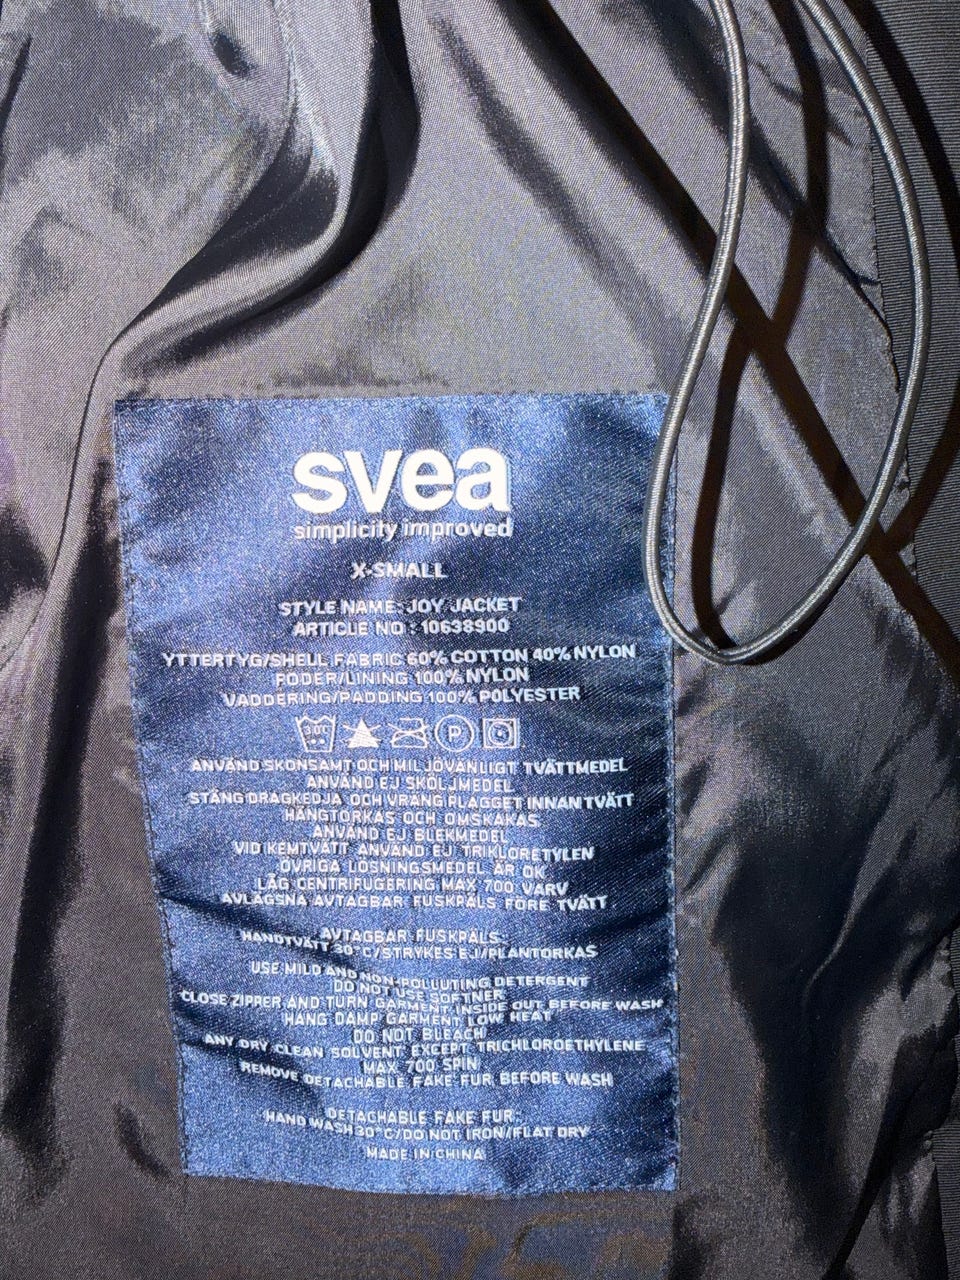 svea
simplicity improved
X-SMALL
STYLE NAME: JOY JACKET
ARTICLE NO : 10638900
YTTERTYG/SHELL FABRIC 60% COTTON 40% NYLON
FODER/LINING 100% NYLON
VADDERING/PADDING 100% POLYESTER
P
ANVÄND SKONSAMT OCH MILJÖVÄNLIGT TVÄTTMEDEL
ANVÄND EJ SKÖLJMEDEL
STÄNG DRAGKEDJA OCH VRÄNG PLAGGET INNAN TVÄTT
HÄNGTORKAS OCH OMSKAKAS
ANVÄND EJ BLEKMEDEL
VID KEMTVÄTT ANVÄND EJ TRIKLORETYLEN
ÖVRIGA LÖSNINGSMEDEL ÄR OK
LÅG CENTRIFUGERING MAX 700 VARV
AVLÄGSNA AVTAGBAR FUSKPÄLS FÖRE TVÄTT
AVTAGBAR FUSKPÄLS:
HANDTVÄTT 30°C/STRYKES EJ/PLANTORKAS
USE MILD AND NON-POLLUTING DETERGENT
DO NOT USE SOFTNER
CLOSE ZIPPER AND TURN GARMENT INSIDE OUT BEFORE WASH
HANG DAMP GARMENT LOW HEAT
DO NOT BLEACH
ANY DRY CLEAN SOLVENT EXCEPT TRICHLOROETHYLENE
MAX 700 SPIN
REMOVE DETACHABLE FAKE FUR BEFORE WASH
DETACHABLE FAKE FUR:
HAND WASH 30°C/DO NOT IRON/FLAT DRY
MADE IN CHINA